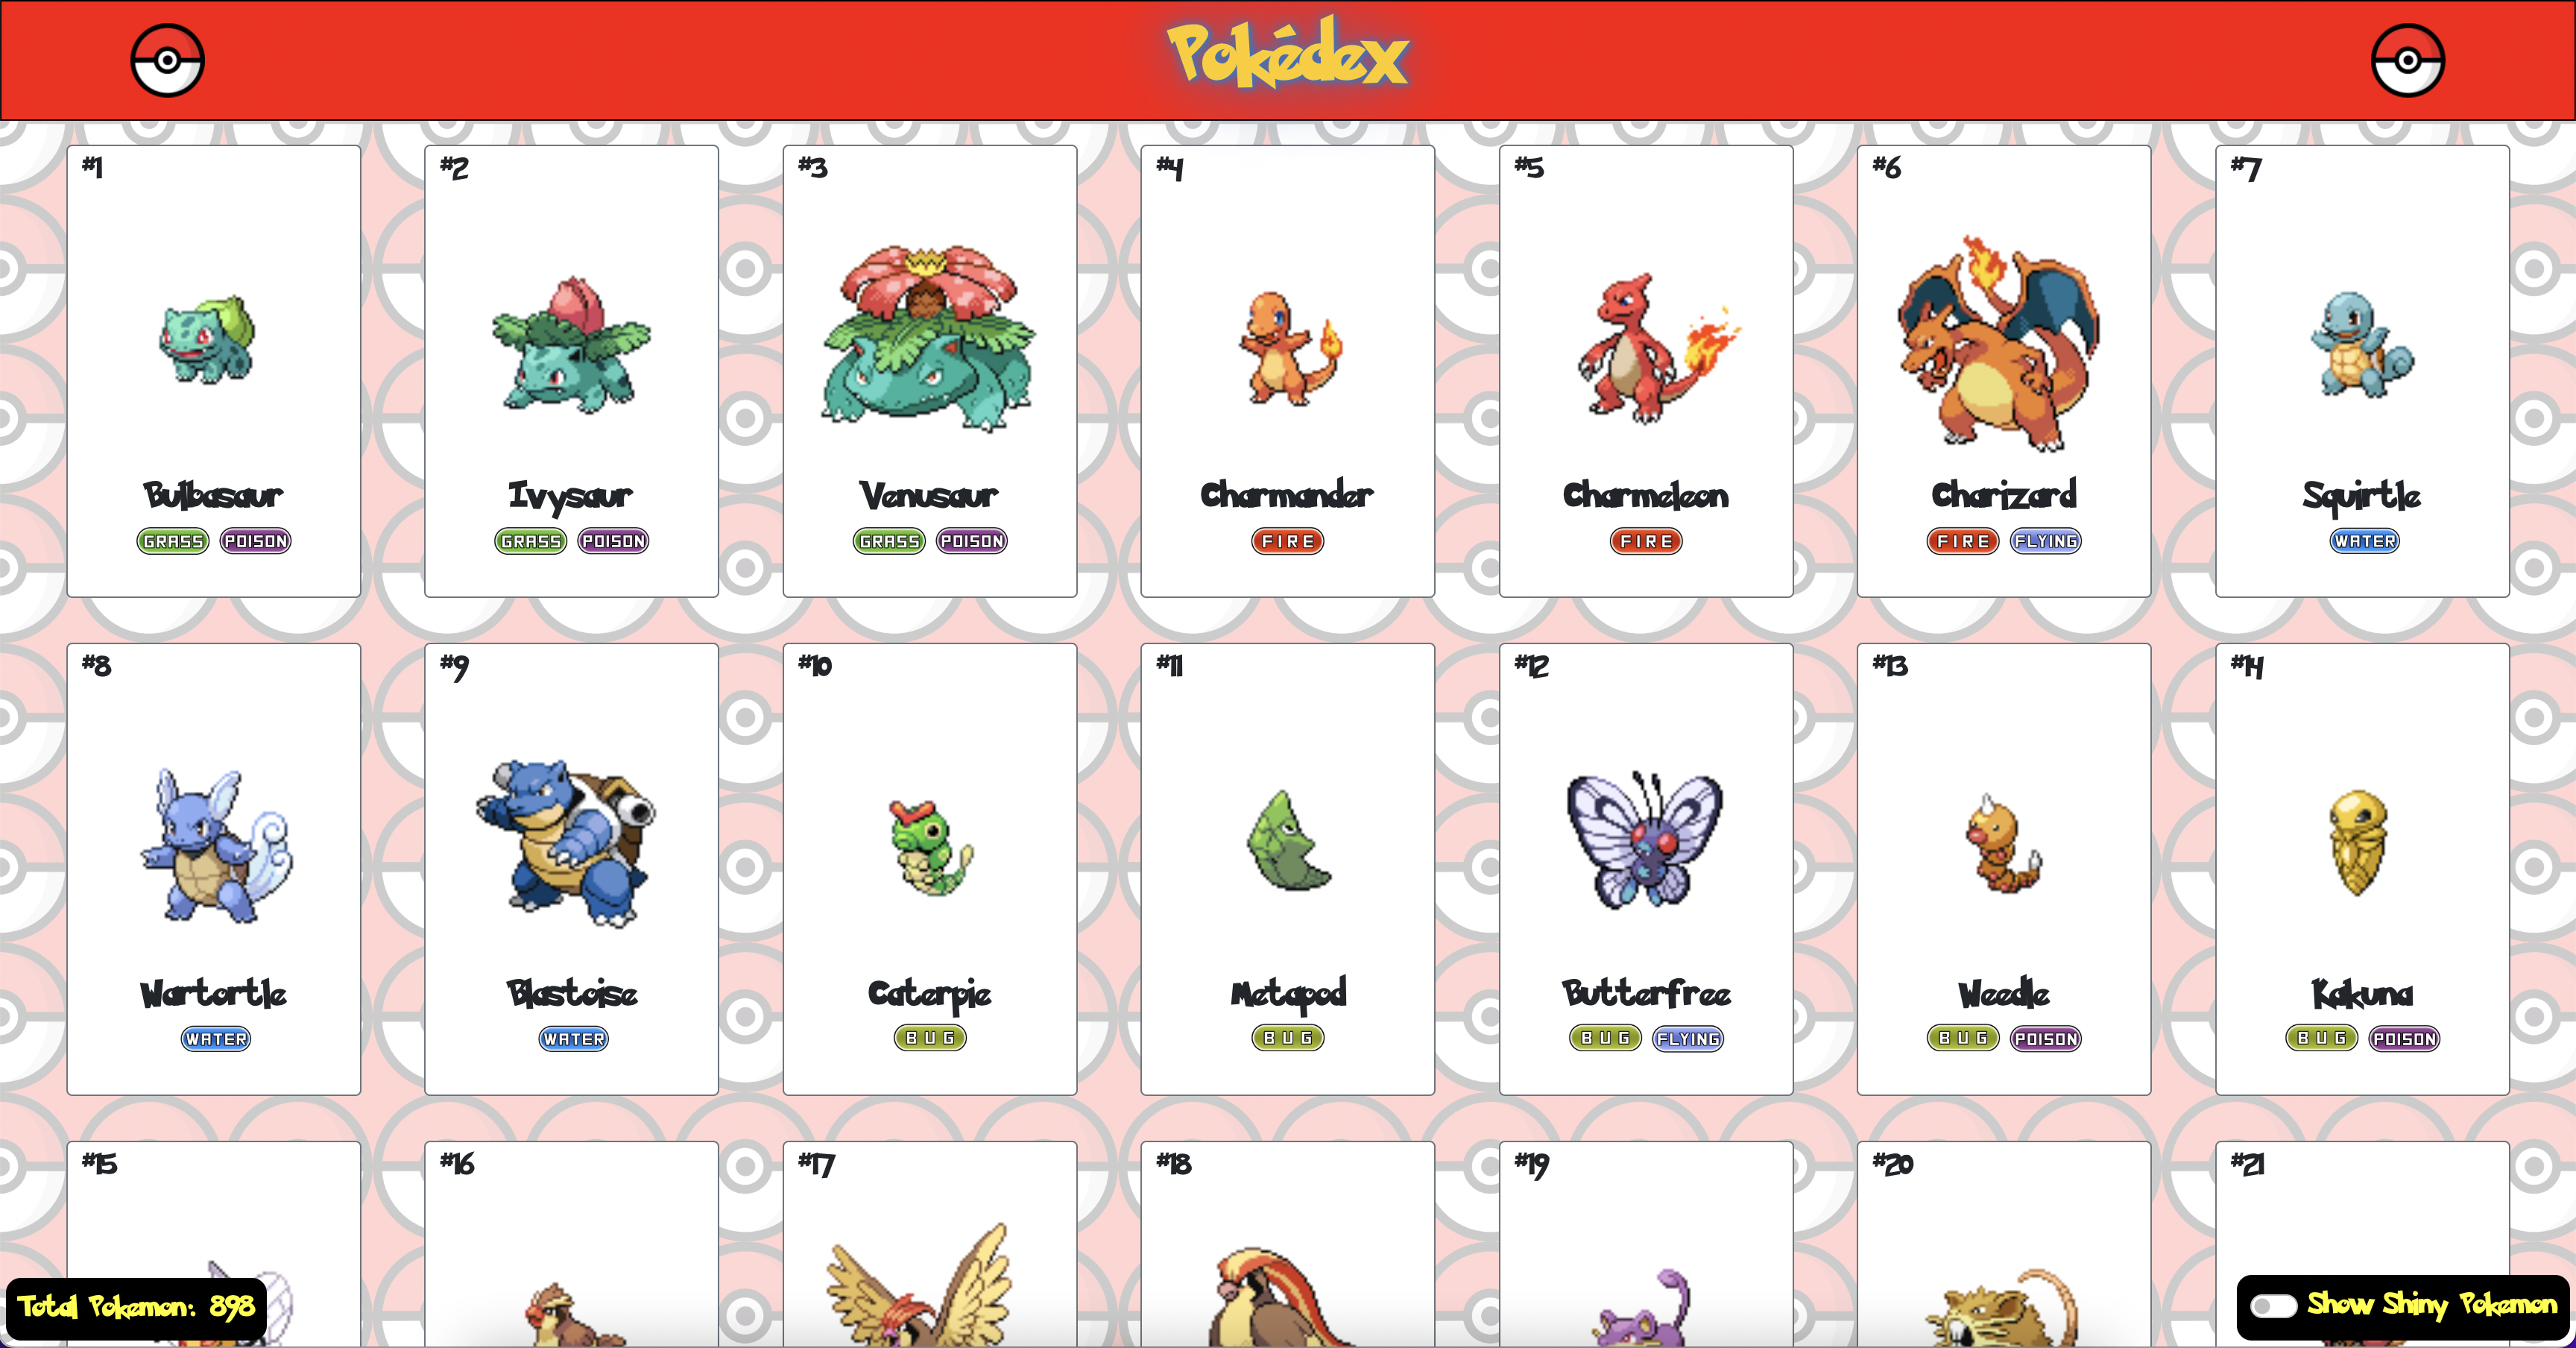 Pokédex
#1 #2 #3 #4 #5 #6 #7
Bulbasaur Ivysaur Venusaur Charmander Charmeleon Charizard Squirtle
GRASS POISON GRASS POISON GRASS POISON FIRE FIRE FIRE FLYING WATER
#8 #9 #10 #11 #12 #13 #14
Wartortle Blastoise Caterpie Metapod Butterfree Weedle Kakuna
WATER WATER BUG BUG BUG FLYING BUG POISON BUG POISON
#15 #16 #17 #18 #19 #20 #21
Total Pokemon: 898 Show Shiny Pokemon